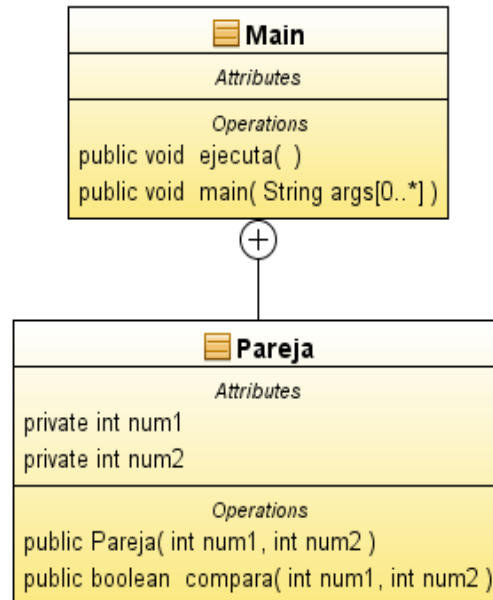 Main
Attributes
Operations
public void ejecuta( )
public void main( String args[0..*] )
Pareja
Attributes
private int num1
private int num2
Operations
public Pareja( int num1, int num2 )
public boolean compara( int num1, int num2 )